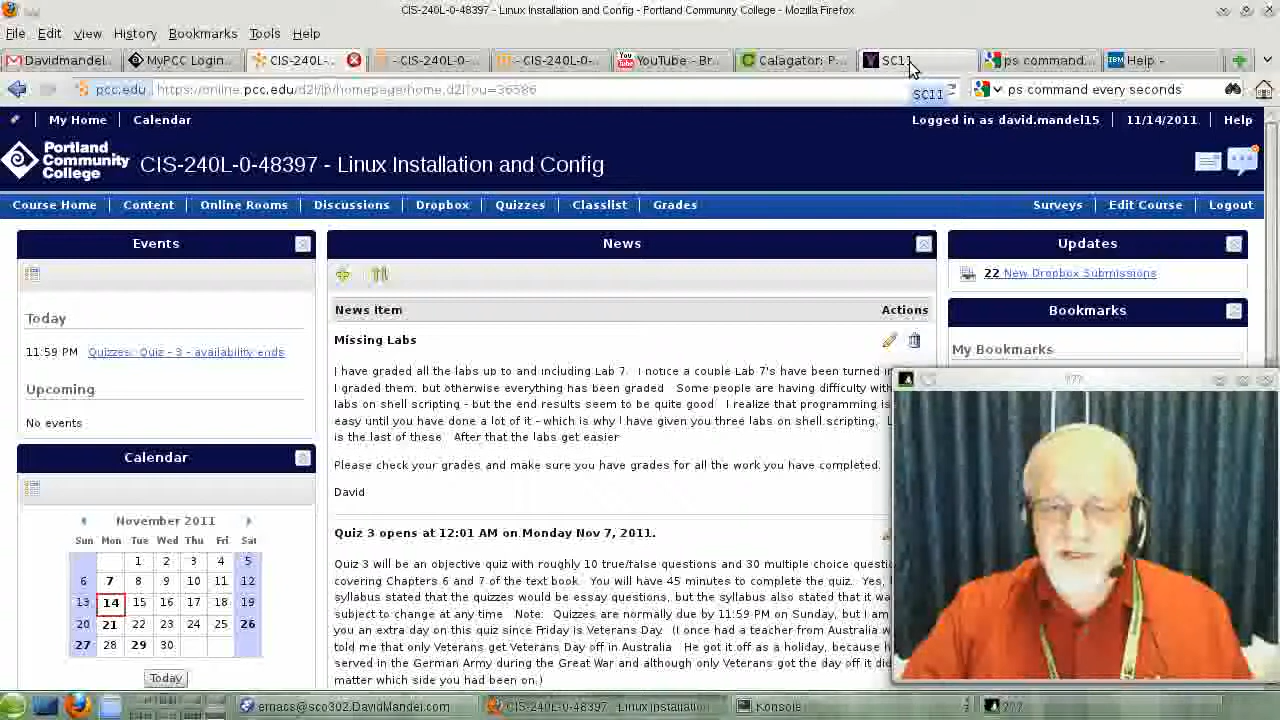 CIS-240L-0-48397 - Linux Installation and Config - Portland Community College - Mozilla Firefox
File Edit View History Bookmarks Tools Help
Davidmandel... MyPCC Login... CIS-240L-... - CIS-240L-0-... - CIS-240L-0-... YouTube - Br... Calagator: P... SC11 ps command... Help -
pcc.edu https://online.pcc.edu/d2l/lp/homepage/home.d2l?ou=36586 ps command every seconds
SC11
My Home Calendar Logged in as david.mandel15 11/14/2011 Help
Portland Community College
CIS-240L-0-48397 - Linux Installation and Config
Course Home Content Online Rooms Discussions Dropbox Quizzes Classlist Grades Surveys Edit Course Logout
Events
Today
11:59 PM Quizzes: Quiz - 3 - availability ends
Upcoming
No events
Calendar
November 2011
Sun Mon Tue Wed Thu Fri Sat
1 2 3 4 5
6 7 8 9 10 11 12
13 14 15 16 17 18 19
20 21 22 23 24 25 26
27 28 29 30
Today
News
News Item Actions
Missing Labs
I have graded all the labs up to and including Lab 7. I notice a couple Lab 7's have been turned in
I graded them, but otherwise everying has been graded Some people are having difficulty with
labs on shell scripting - but the end results seem to be quite good I realize that programming is
easy until you have done a lot of it - which is why I have given you three labs on shell scripting.
is the last of these After that the labs get easier
Please check your grades and make sure you have grades for all the work you have completed.
David
Quiz 3 opens at 12:01 AM on Monday Nov 7, 2011.
Quiz 3 will be an objective quiz with roughly 10 true/false questions and 30 multiple choice
covering Chapters 6 and 7 of the text book. You will have 45 minutes to complete the quiz. Yes,
syllabus stated that the quizzes would be essay questions, but the syllabus also stated that it wa
subject to change at any time Note: Quizzes are normally due by 11:59 PM on Sunday, but I am
you an extra day on this quiz since Friday is Veterans Day. (I once had a teacher from Australia w
told me that only Veterans get Veterans Day off in Australia He got it off as a holiday, because h
served in the German Army during the Great War and although only Veterans got the day off it di
matter which side you had been on.)
Updates
22 New Dropbox Submissions
Bookmarks
My Bookmarks
???
ernests@sco302.DavidMandel.com CIS-240L-0-48397 - Linux Installation Konsole ???